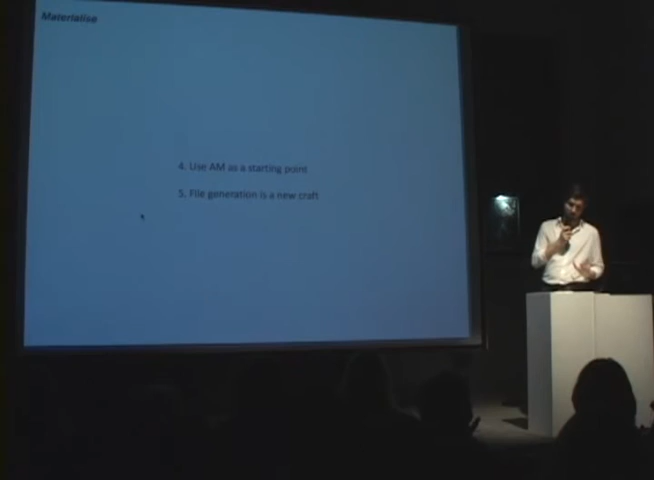 Materialise
4. Use AM as a starting point
5. File generation is a new craft